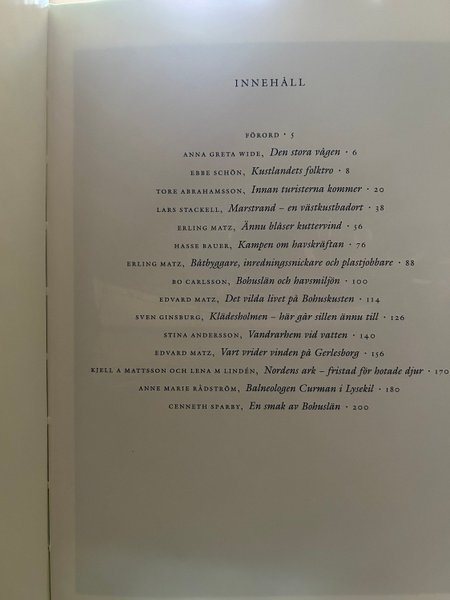 INNEHÅLL
FÖRORD · 5
ANNA GRETA WIDE, Den stora vågen · 6
EBBE SCHÖN, Kustlandets folktro · 8
TORE ABRAHAMSSON, Innan turisterna kommer · 20
LARS STACKELL, Marstrand – en västkustbadort · 38
ERLING MATZ, Ännu blåser kuttervind · 56
HASSE BAUER, Kampen om havskräftan · 76
ERLING MATZ, Båtbyggare, inredningssnickare och plastjobbare · 88
BO CARLSSON, Bohuslän och havsmiljön · 100
EDVARD MATZ, Det vilda livet på Bohuskusten · 114
SVEN GINSBURG, Klädesholmen – här går sillen ännu till · 126
STINA ANDERSSON, Vandrarhem vid vatten · 140
EDVARD MATZ, Vart vrider vinden på Gerlesborg · 156
KJELL A MATTSSON OCH LENA M LINDÉN, Nordens ark – fristad för hotade djur · 170
ANNE MARIE RÅDSTRÖM, Balneologen Curman i Lysekil · 180
CENNETH SPARBY, En smak av Bohuslän · 200